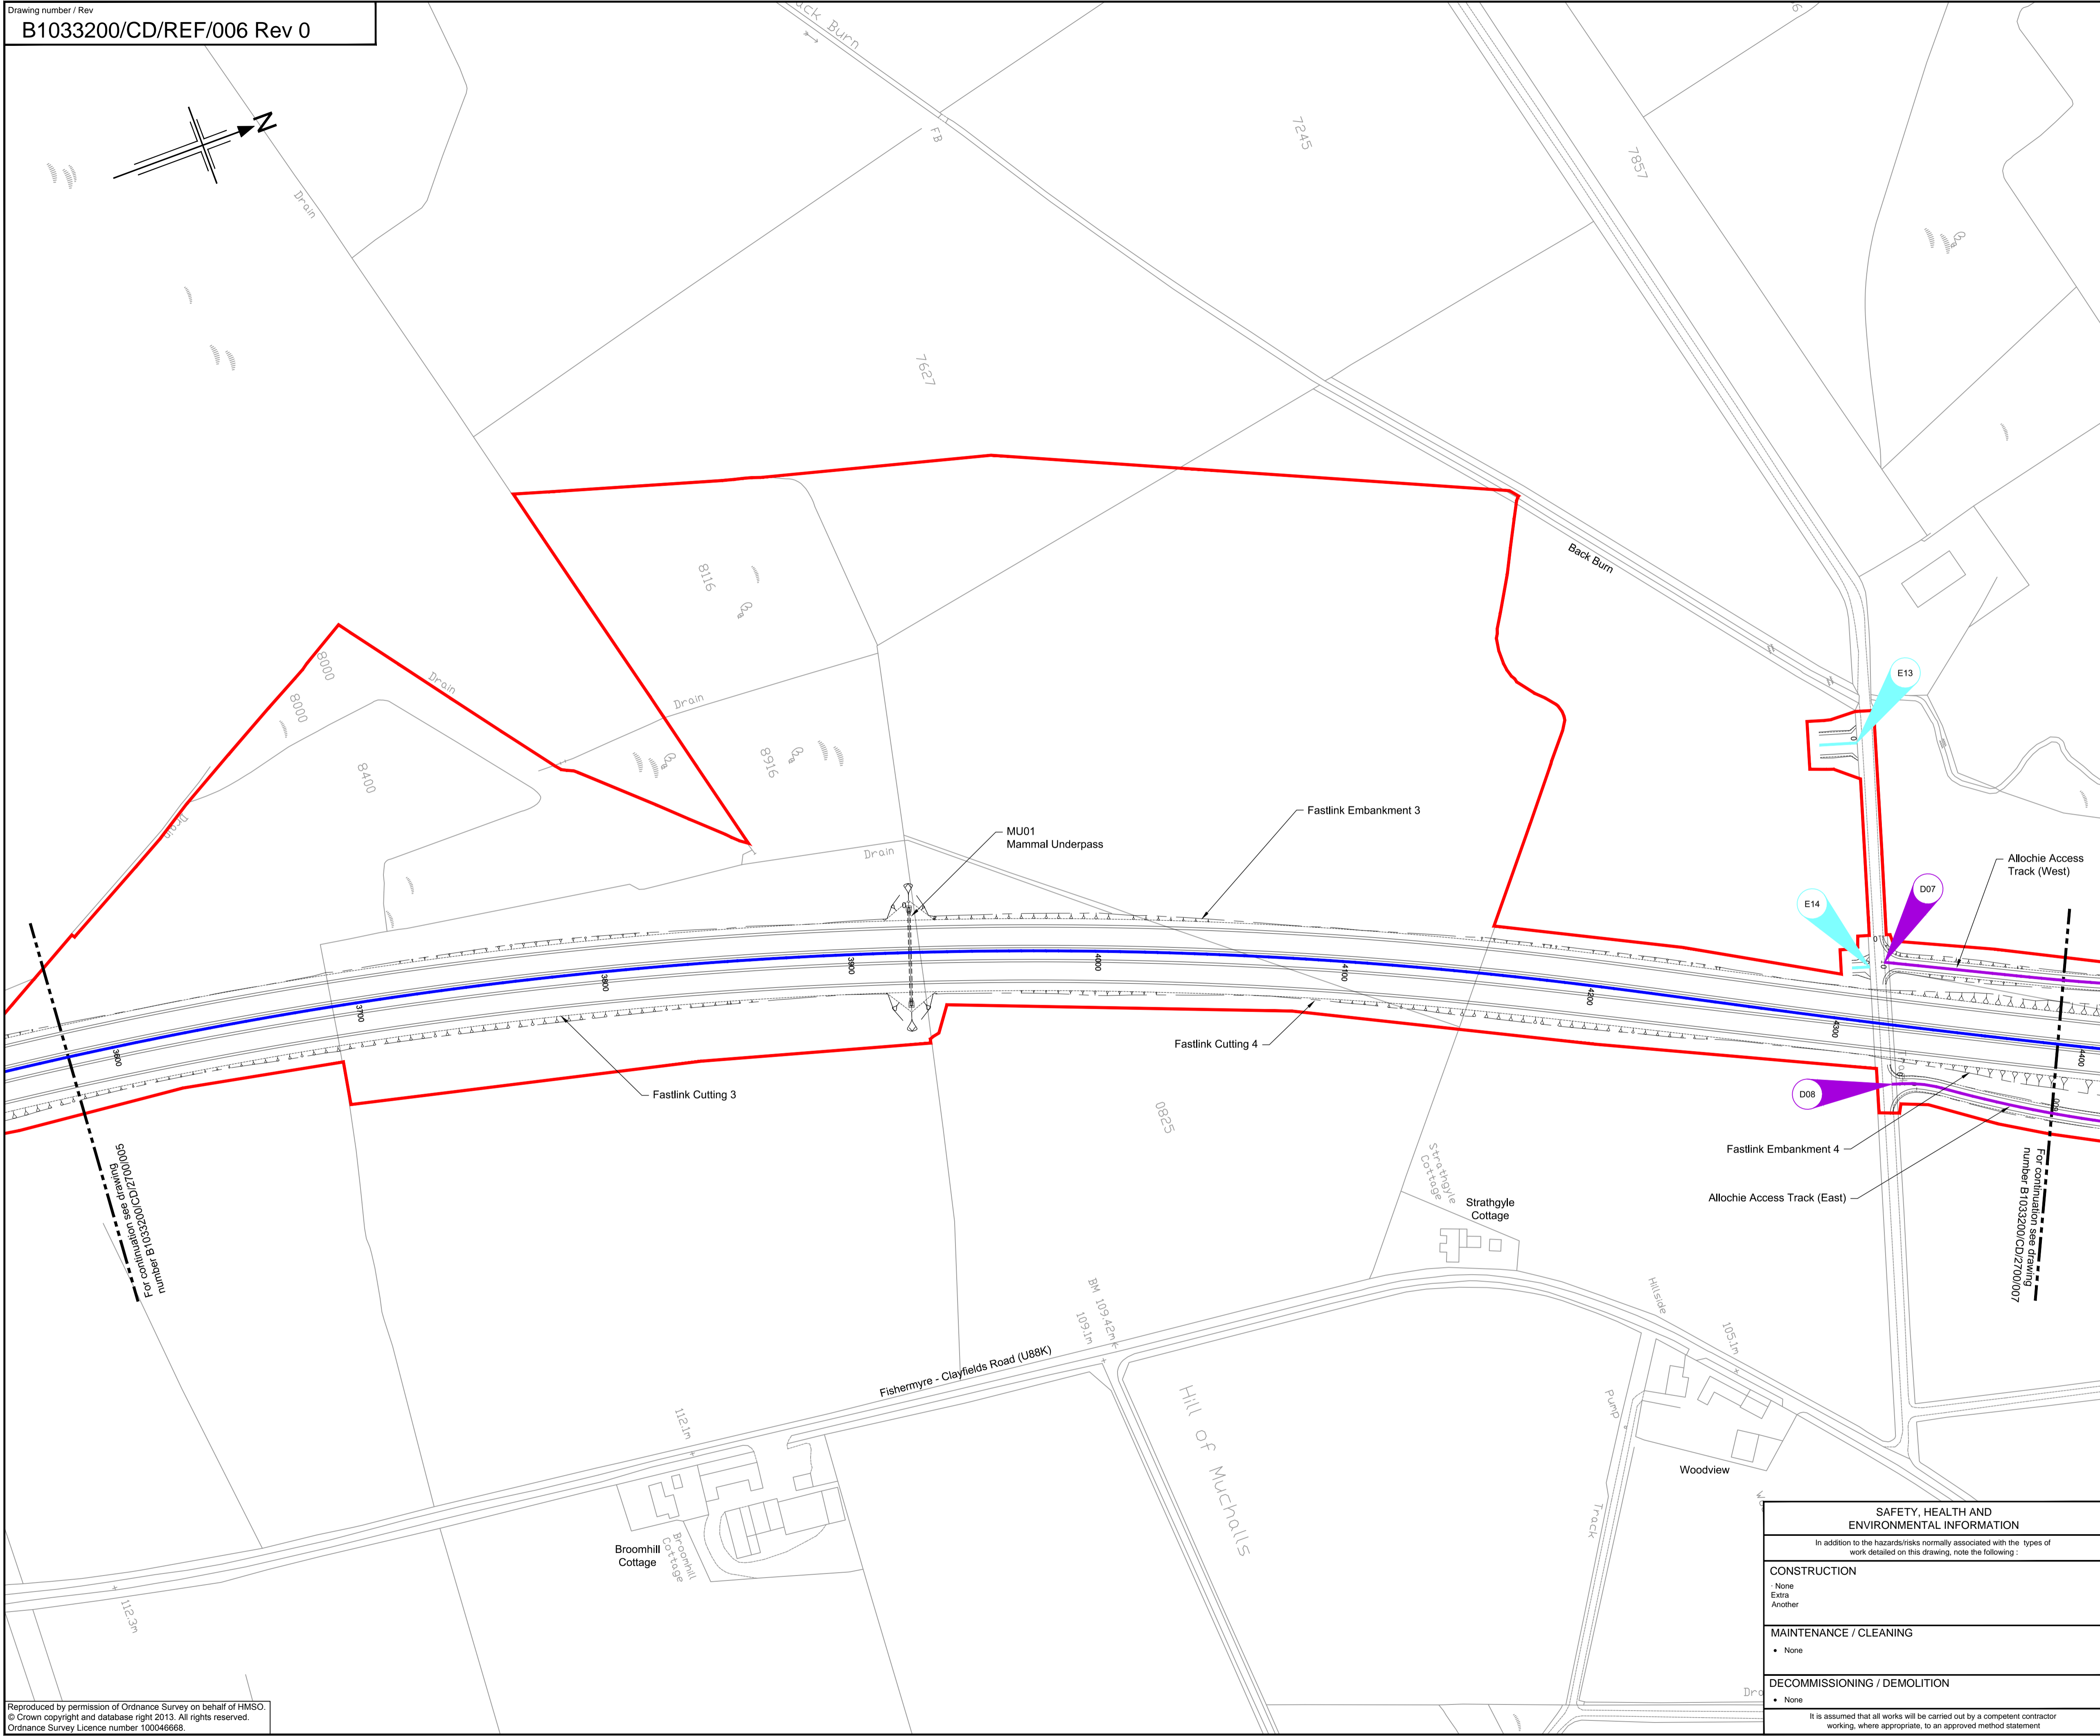 Drawing number / Rev
B1033200/CD/REF/006 Rev 0
N
Burn
FB
Drain
7245
7857
7627
8116
8000
8000
Drain
Drain
8916
8400
Back Burn
E13
Fastlink Embankment 3
MU01
Mammal Underpass
Drain
Allochie Access
Track (West)
D07
E14
3600
3700
3800
3900
4000
4100
4200
4300
4400
Fastlink Cutting 4
Fastlink Cutting 3
D08
Fastlink Embankment 4
Allochie Access Track (East)
0825
For continuation see drawing
number B1033200/CD/2700/005
For continuation see drawing
number B1033200/CD/2700/007
Strathgyle
Cottage
Strathgyle
Cottage
BM 109.42m
109.1m
Hillside
105.1m
Fishermyre - Clayfields Road (U88K)
Hill of Muchalls
Pump
Woodview
Track
112.1m
Broomhill
Cottage
Broomhill
Cottage
112.3m
SAFETY, HEALTH AND
ENVIRONMENTAL INFORMATION
In addition to the hazards/risks normally associated with the types of
work detailed on this drawing, note the following :
CONSTRUCTION
· None
Extra
Another
MAINTENANCE / CLEANING
• None
DECOMMISSIONING / DEMOLITION
• None
It is assumed that all works will be carried out by a competent contractor
working, where appropriate, to an approved method statement
Reproduced by permission of Ordnance Survey on behalf of HMSO.
© Crown copyright and database right 2013. All rights reserved.
Ordnance Survey Licence number 100046668.